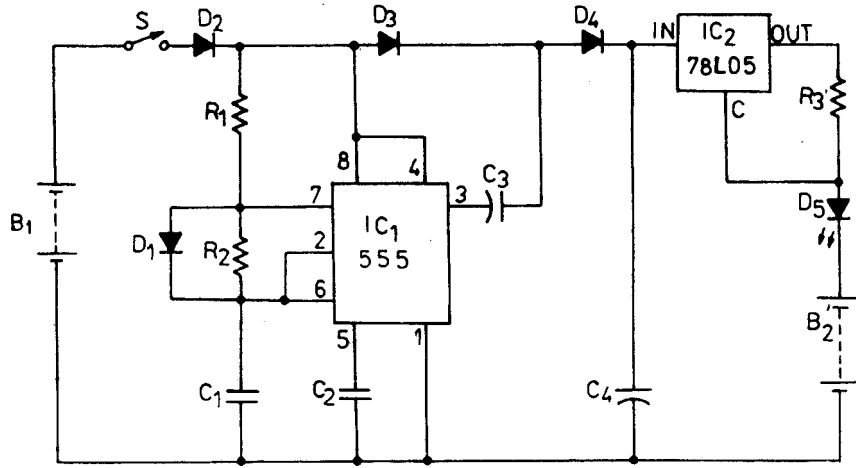 S D2 D3 D4 IN IC2 OUT
78L05
R1 C R3'
8 4 C3
B1 7 3 D5
D1 R2 2 IC1
555
6 B2'
5 1
C1 C2 C4